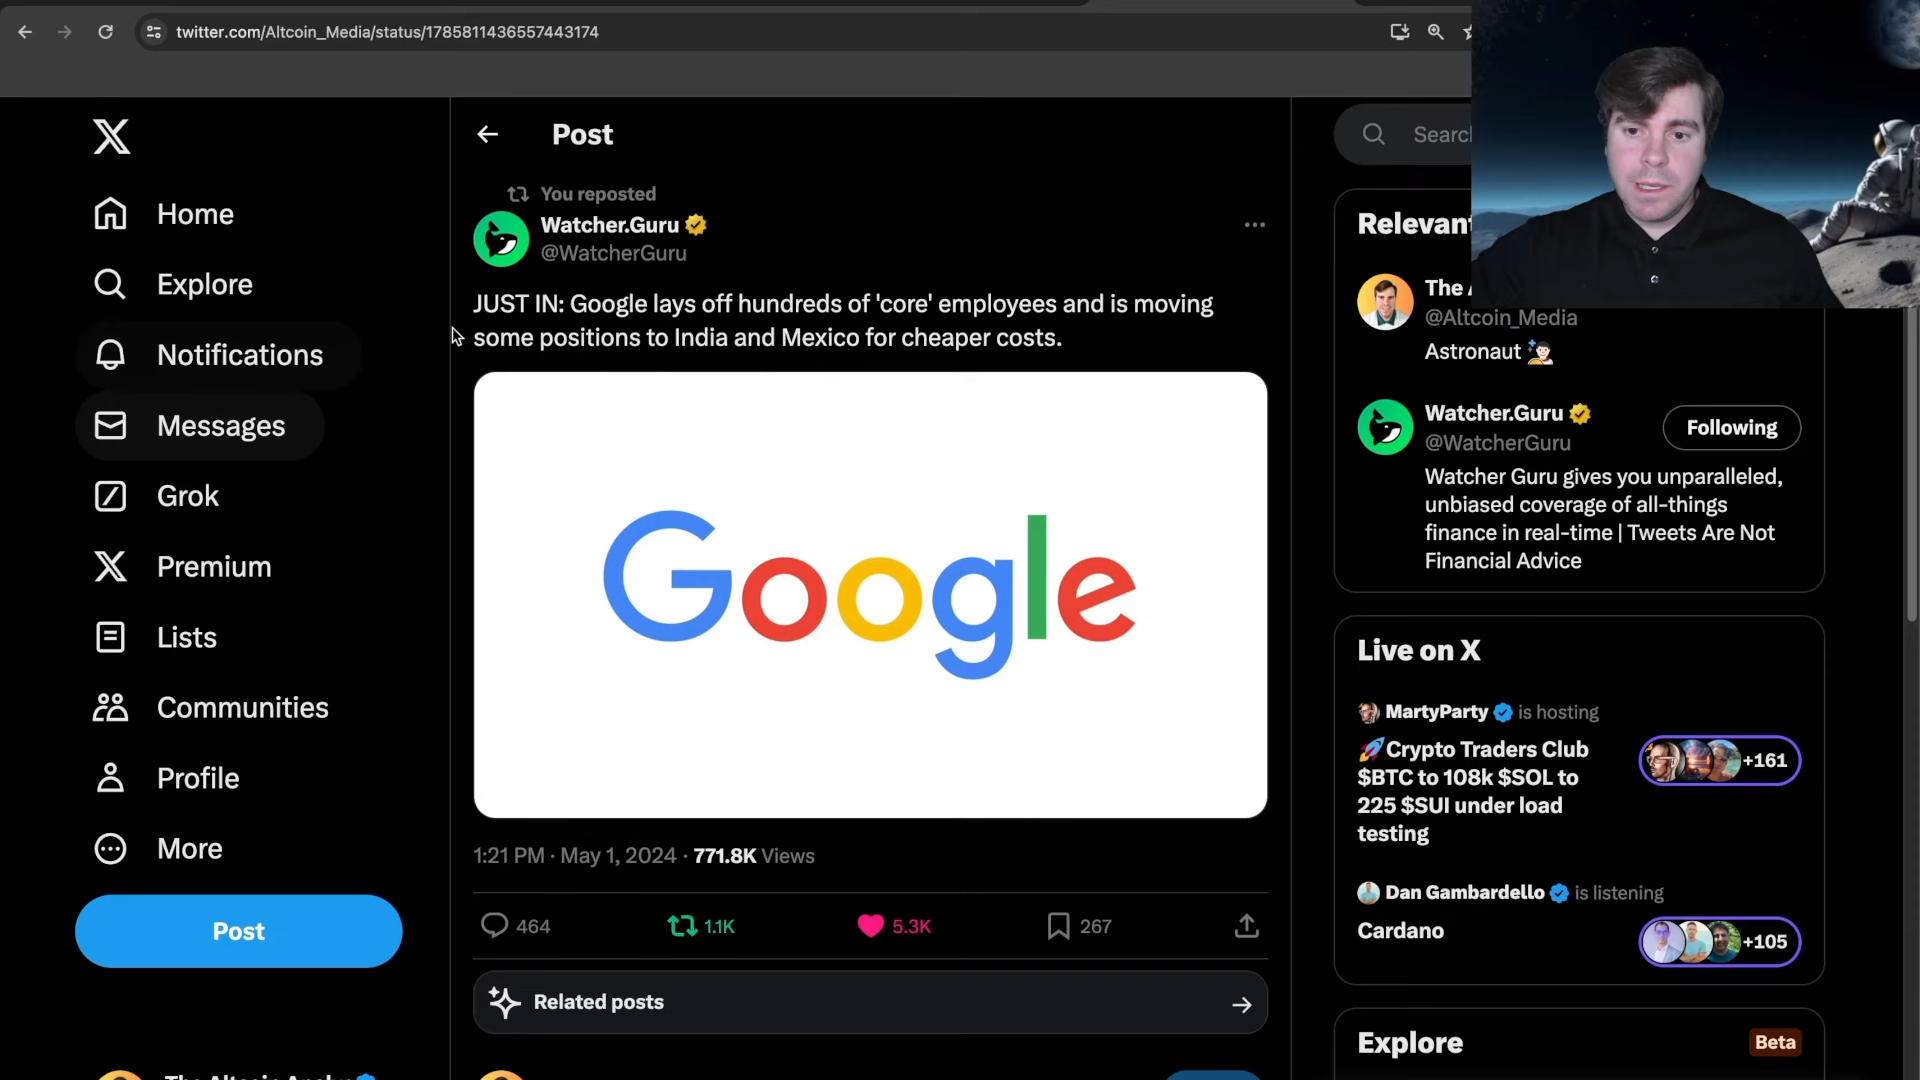 twitter.com/Altcoin_Media/status/1785811436557443174
Home
Explore
Notifications
Messages
Grok
Premium
Lists
Communities
Profile
More
Post
Post
You reposted
Watcher.Guru
@WatcherGuru
JUST IN: Google lays off hundreds of 'core' employees and is moving
some positions to India and Mexico for cheaper costs.
Google
1:21 PM · May 1, 2024 · 771.8K Views
464
1.1K
5.3K
267
Related posts
The
@Altcoin_Media
Astronaut
Watcher.Guru
@WatcherGuru
Following
Watcher Guru gives you unparalleled,
unbiased coverage of all-things
finance in real-time | Tweets Are Not
Financial Advice
Live on X
MartyParty is hosting
🚀Crypto Traders Club
$BTC to 108k $SOL to
225 $SUI under load
testing
+161
Dan Gambardello is listening
Cardano
+105
Explore
Beta